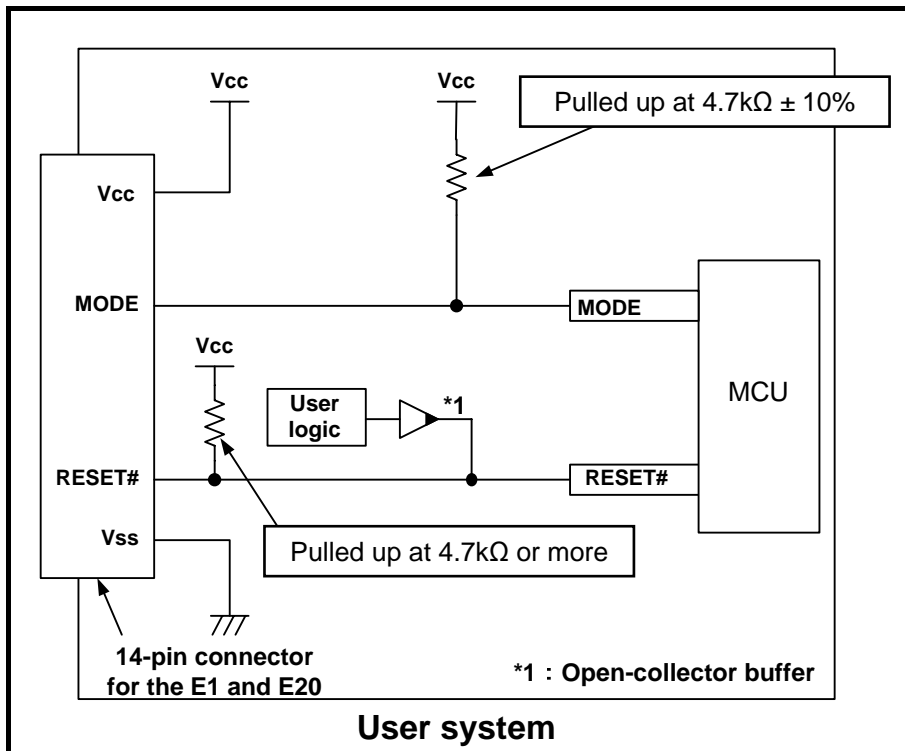 Vcc
Vcc
Pulled up at 4.7kΩ ± 10%
Vcc
MODE
MODE
MCU
Vcc
User
logic
*1
RESET#
RESET#
Vss
Pulled up at 4.7kΩ or more
14-pin connector
for the E1 and E20
*1 : Open-collector buffer
User system